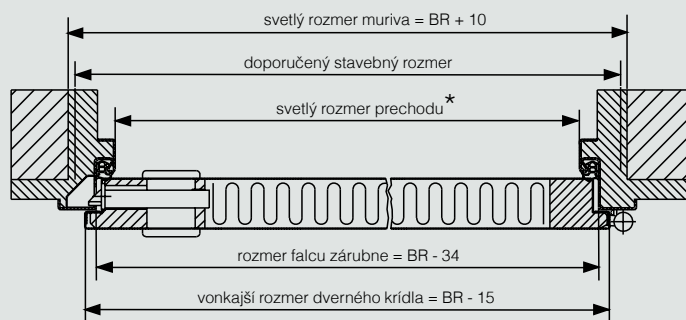 svetlý rozmer muriva = BR + 10
doporučený stavebný rozmer
svetlý rozmer prechodu*
rozmer falcu zárubne = BR - 34
vonkajší rozmer dverného krídla = BR - 15